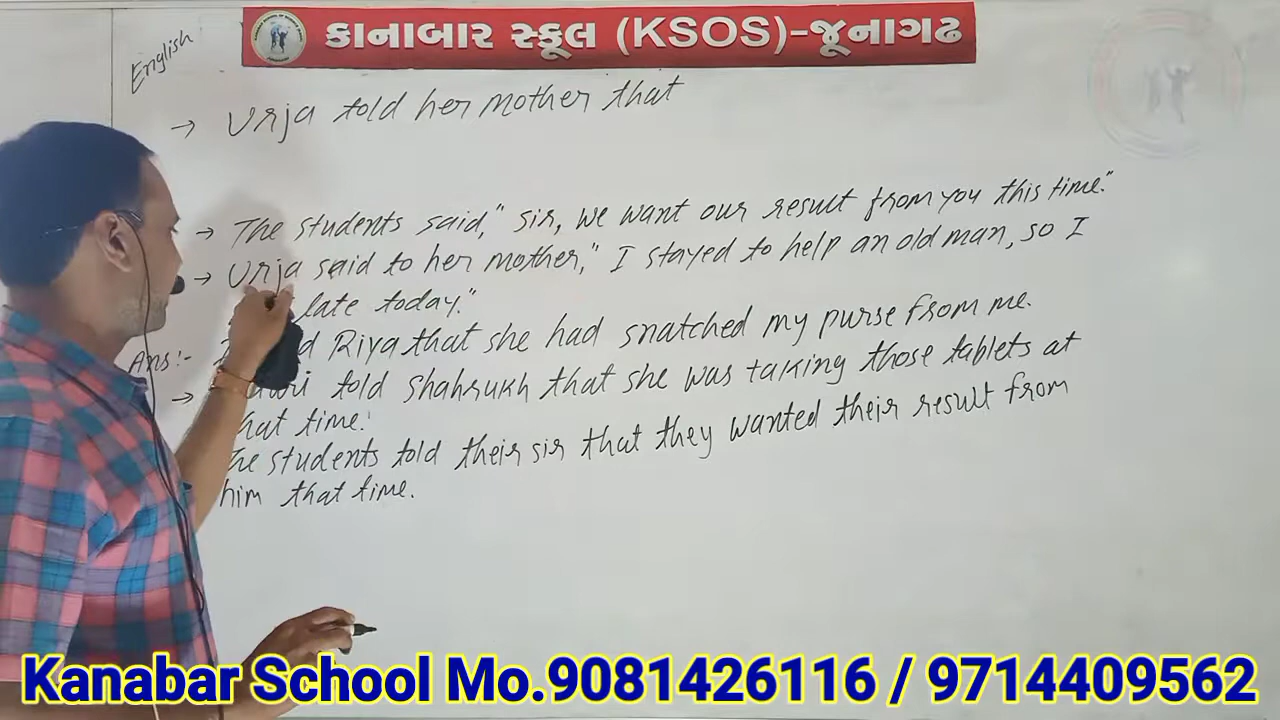 English
કાનાબાર સ્કૂલ (KSOS)-જૂનાગઢ
→ Urja told her mother that
→ The students said," Sir, we want our result from you this time."
→ Urja said to her mother," I stayed to help an old man, so I
late today."
Ans:- Riya that she had snatched my purse from me.
→ told Shahrukh that she was taking those tablets at
that time.
The students told their sir that they wanted their result from
him that time.
Kanabar School Mo.9081426116 / 9714409562